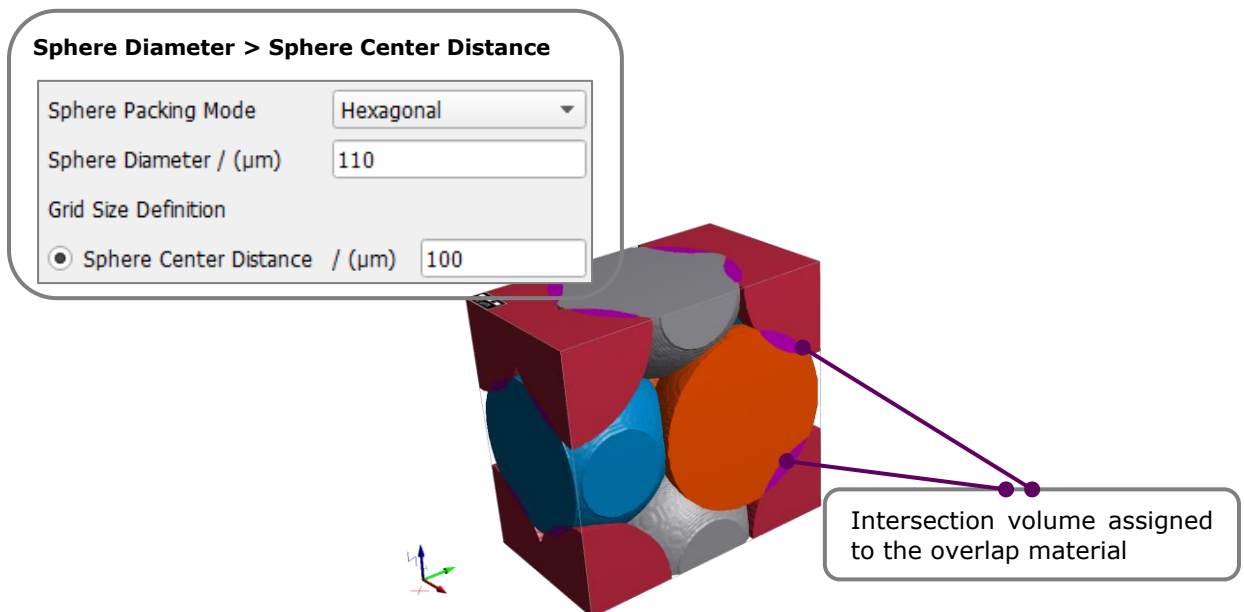 Sphere Diameter > Sphere Center Distance
Sphere Packing Mode Hexagonal
Sphere Diameter / (µm) 110
Grid Size Definition
Sphere Center Distance / (µm) 100
Intersection volume assigned
to the overlap material